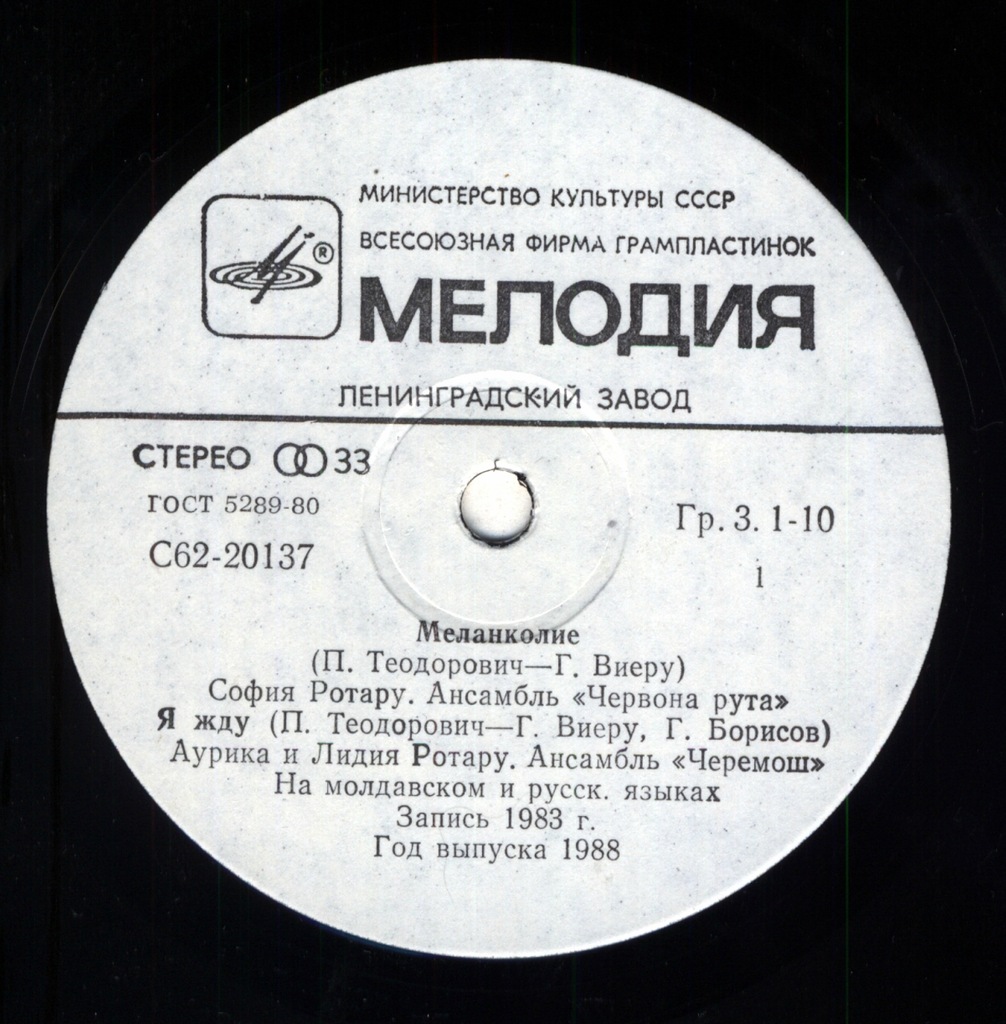 МИНИСТЕРСТВО КУЛЬТУРЫ СССР
ВСЕСОЮЗНАЯ ФИРМА ГРАМПЛАСТИНОК
®
МЕЛОДИЯ
ЛЕНИНГРАДСКИЙ ЗАВОД
СТЕРЕО 33
ГОСТ 5289-80
С62-20137
Гр. 3. 1-10
1
Меланколие
(П. Теодорович—Г. Виеру)
София Ротару. Ансамбль «Червона рута»
Я жду (П. Теодорович—Г. Виеру, Г. Борисов)
Аурика и Лидия Ротару. Ансамбль «Черемош»
На молдавском и русск. языках
Запись 1983 г.
Год выпуска 1988